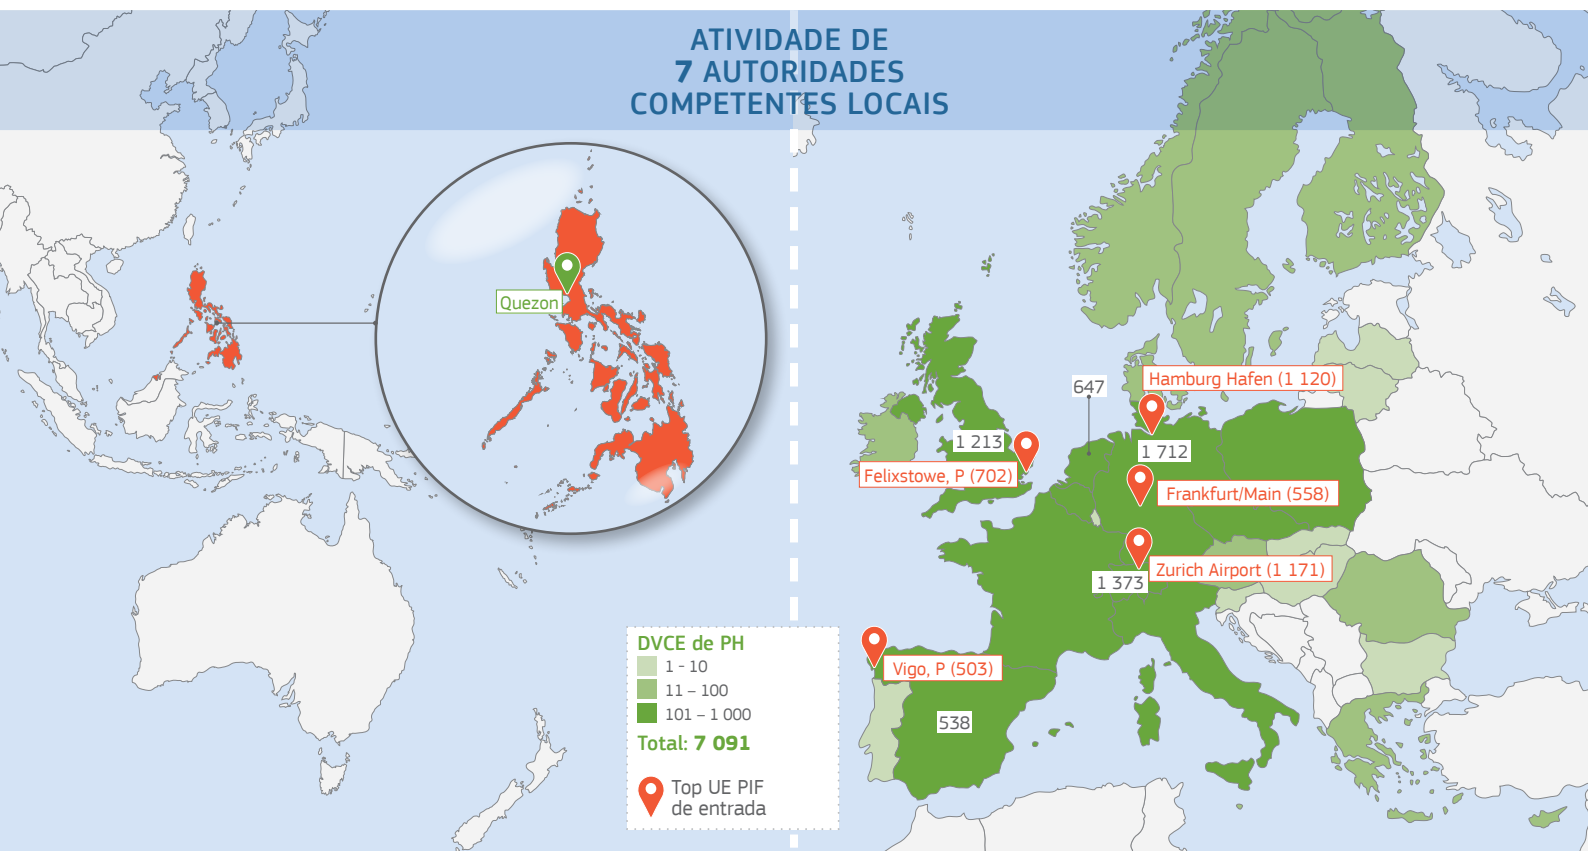 ATIVIDADE DE
7 AUTORIDADES
COMPETENTES LOCAIS
Quezon
647
Hamburg Hafen (1 120)
1 213
1 712
Felixstowe, P (702)
Frankfurt/Main (558)
Zurich Airport (1 171)
1 373
Vigo, P (503)
538
DVCE de PH
1 - 10
11 – 100
101 – 1 000
Total: 7 091
Top UE PIF
de entrada